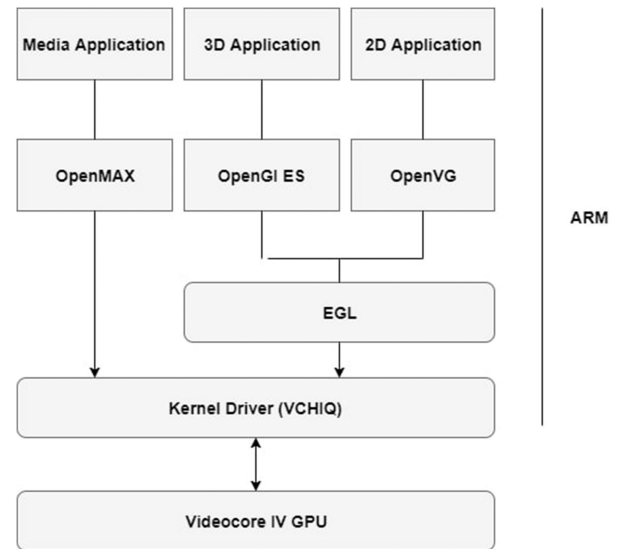 Media Application
3D Application
2D Application
OpenMAX
OpenGl ES
OpenVG
ARM
EGL
Kernel Driver (VCHIQ)
Videocore IV GPU